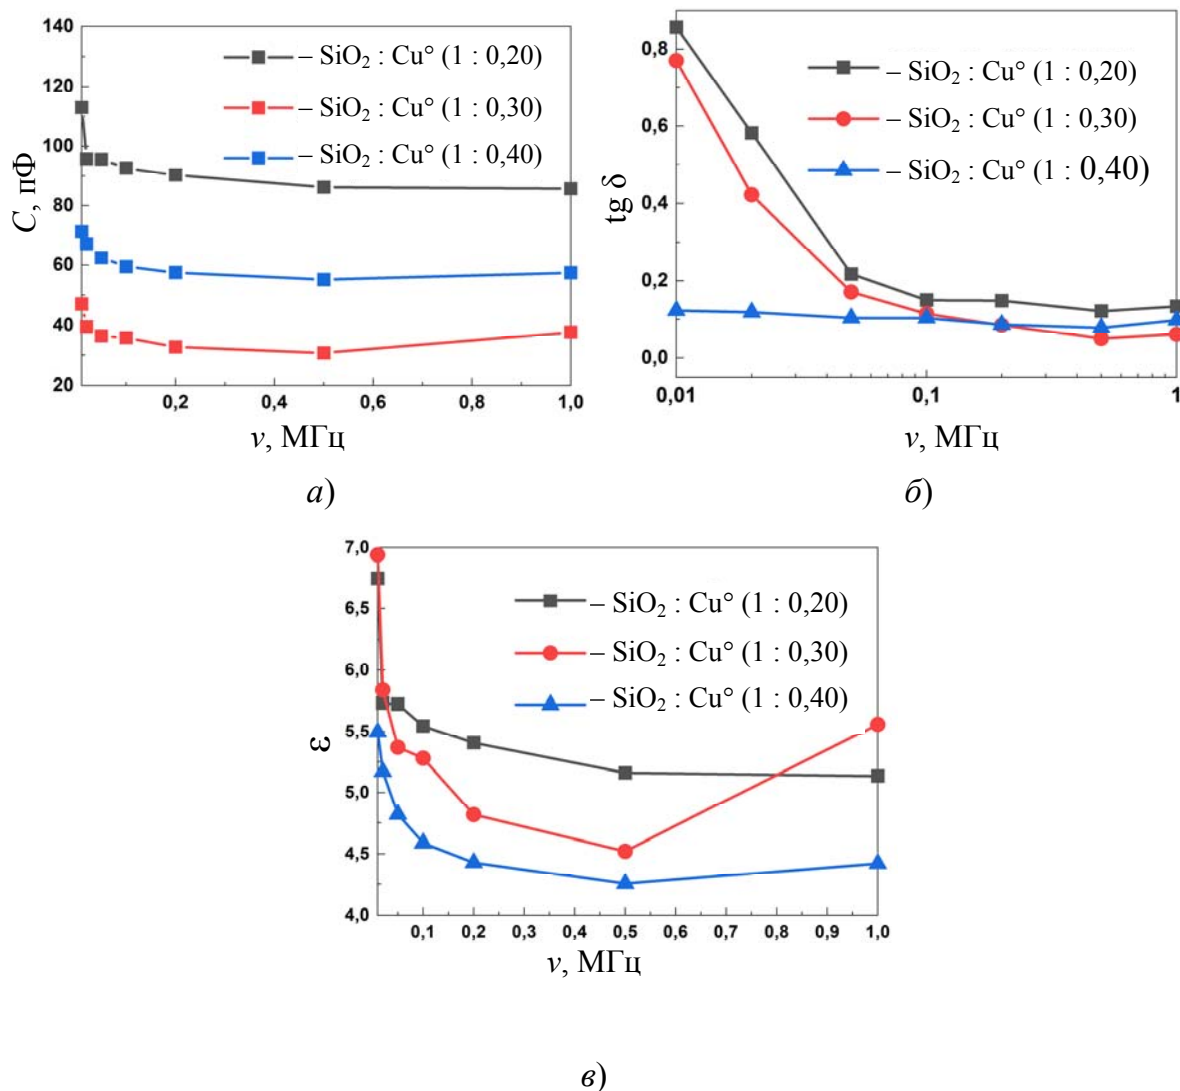 140
120
100
80
60
40
20
C, пФ
– SiO₂ : Cu° (1 : 0,20)
– SiO₂ : Cu° (1 : 0,30)
– SiO₂ : Cu° (1 : 0,40)
0,2 0,4 0,6 0,8 1,0
ν, МГц
а)
0,8
0,6
0,4
0,2
0,0
tg δ
– SiO₂ : Cu° (1 : 0,20)
– SiO₂ : Cu° (1 : 0,30)
– SiO₂ : Cu° (1 : 0,40)
0,01 0,1 1
ν, МГц
б)
7,0
6,5
6,0
5,5
5,0
4,5
4,0
ε
– SiO₂ : Cu° (1 : 0,20)
– SiO₂ : Cu° (1 : 0,30)
– SiO₂ : Cu° (1 : 0,40)
0,1 0,2 0,3 0,4 0,5 0,6 0,7 0,8 0,9 1,0
ν, МГц
в)